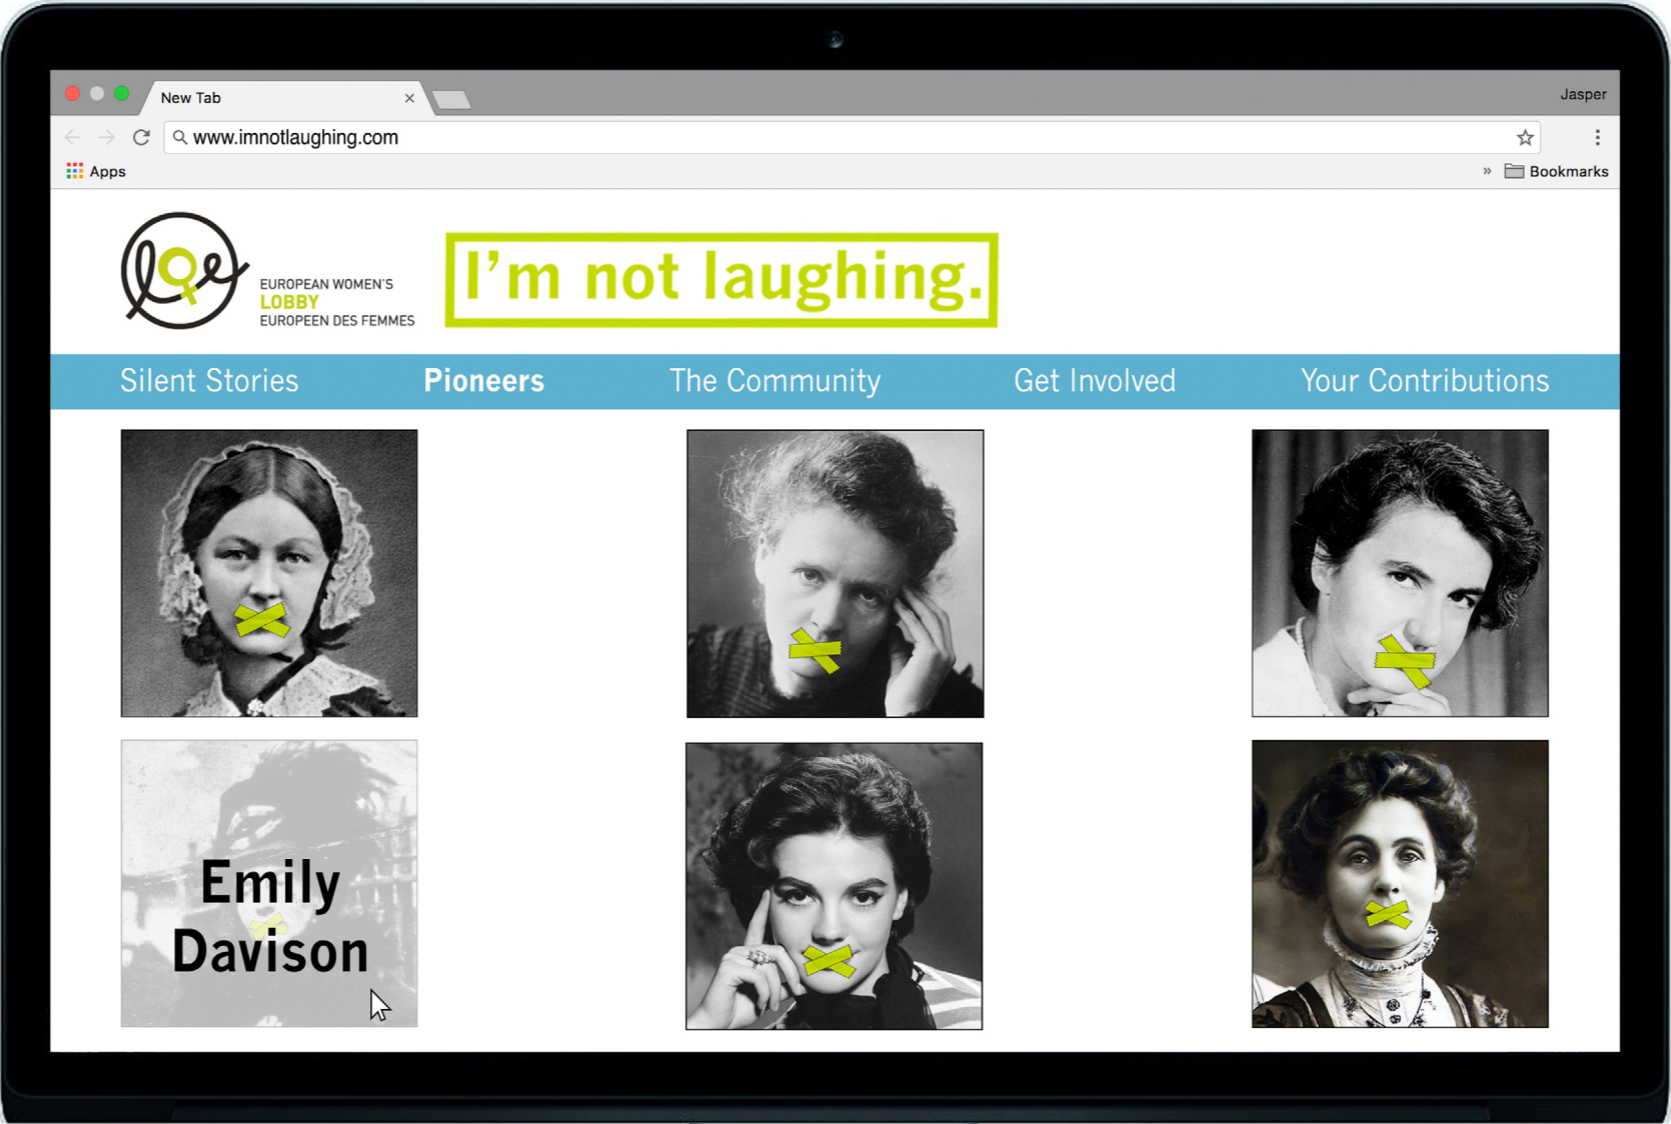 New Tab
Jasper
www.imnotlaughing.com
Apps
» Bookmarks
EUROPEAN WOMEN'S
LOBBY
EUROPEEN DES FEMMES
I'm not laughing.
Silent Stories
Pioneers
The Community
Get Involved
Your Contributions
Emily
Davison